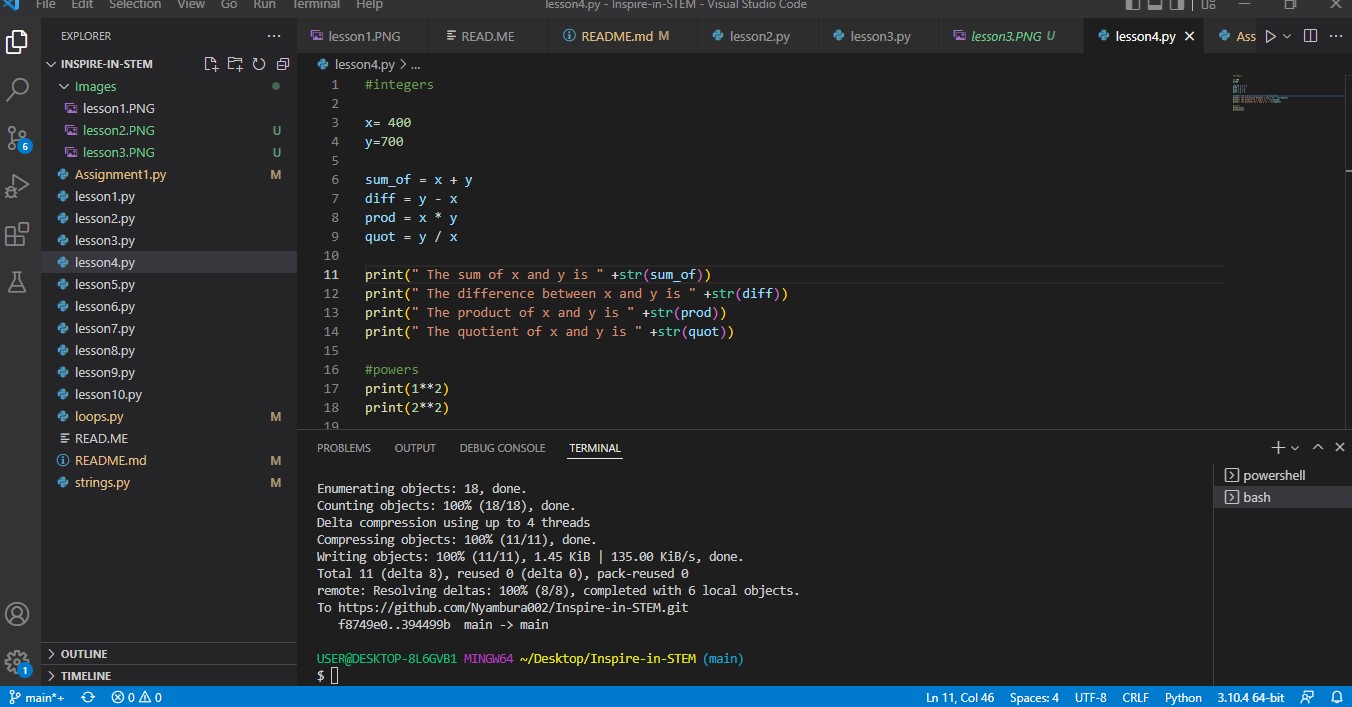 File Edit Selection View Go Run Terminal Help lesson4.py - Inspire-in-STEM - Visual Studio Code
EXPLORER
lesson1.PNG READ.ME README.md M lesson2.py lesson3.py lesson3.PNG U lesson4.py Ass
INSPIRE-IN-STEM
Images
lesson1.PNG
lesson2.PNG U
lesson3.PNG U
Assignment1.py M
lesson1.py
lesson2.py
lesson3.py
lesson4.py
lesson5.py
lesson6.py
lesson7.py
lesson8.py
lesson9.py
lesson10.py
loops.py M
READ.ME
README.md M
strings.py M
OUTLINE
TIMELINE
6
1
lesson4.py > ...
1 #integers
2
3 x= 400
4 y=700
5
6 sum_of = x + y
7 diff = y - x
8 prod = x * y
9 quot = y / x
10
11 print(" The sum of x and y is " +str(sum_of))
12 print(" The difference between x and y is " +str(diff))
13 print(" The product of x and y is " +str(prod))
14 print(" The quotient of x and y is " +str(quot))
15
16 #powers
17 print(1**2)
18 print(2**2)
19
PROBLEMS OUTPUT DEBUG CONSOLE TERMINAL
Enumerating objects: 18, done.
Counting objects: 100% (18/18), done.
Delta compression using up to 4 threads
Compressing objects: 100% (11/11), done.
Writing objects: 100% (11/11), 1.45 KiB | 135.00 KiB/s, done.
Total 11 (delta 8), reused 0 (delta 0), pack-reused 0
remote: Resolving deltas: 100% (8/8), completed with 6 local objects.
To https://github.com/Nyambura002/Inspire-in-STEM.git
f8749e0..394499b main -> main
USER@DESKTOP-8L6GVB1 MINGW64 ~/Desktop/Inspire-in-STEM (main)
$
powershell
bash
main*+ 0 0 Ln 11, Col 46 Spaces: 4 UTF-8 CRLF Python 3.10.4 64-bit